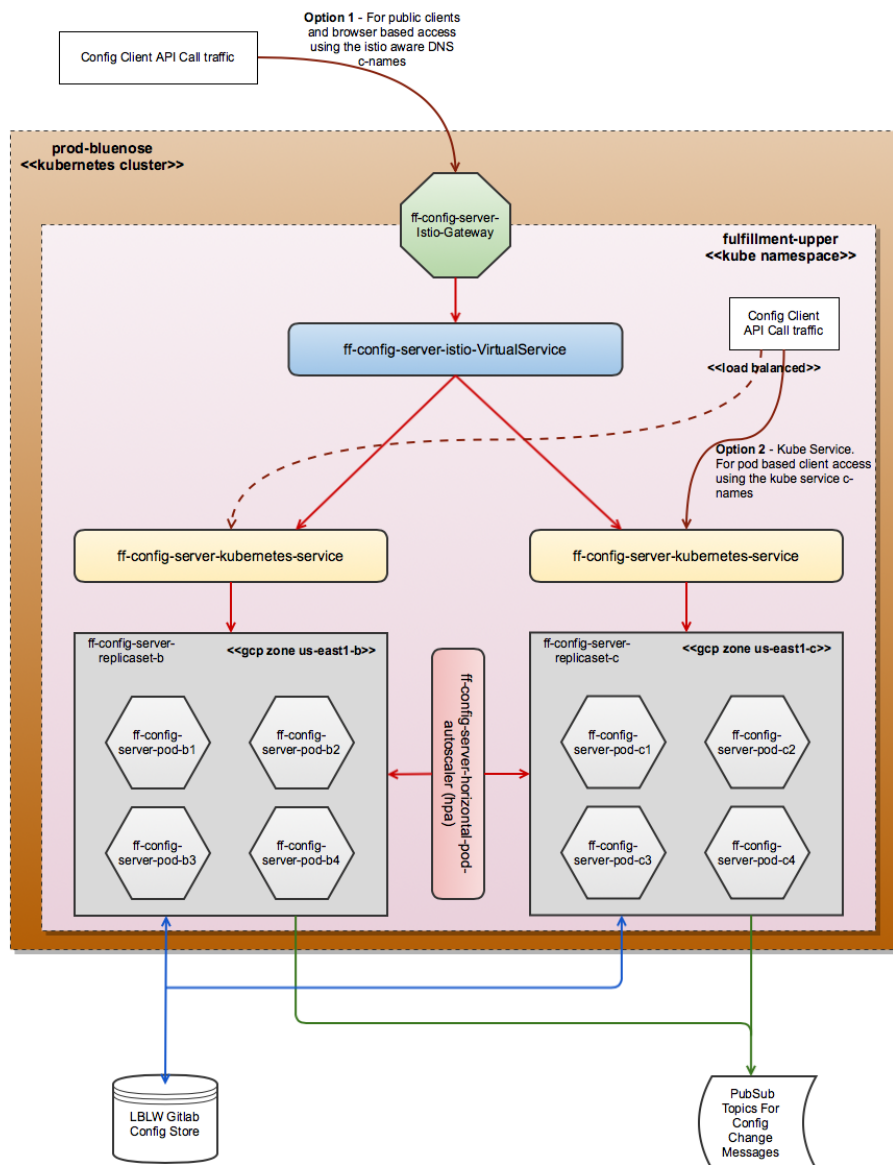 Option 1 - For public clients
and browser based access
using the istio aware DNS
c-names
Config Client API Call traffic
prod-bluenose
<<kubernetes cluster>>
ff-config-server-
Istio-Gateway
fulfillment-upper
<<kube namespace>>
Config Client
API Call traffic
ff-config-server-istio-VirtualService
<<load balanced>>
Option 2 - Kube Service.
For pod based client access
using the kube service c-
names
ff-config-server-kubernetes-service
ff-config-server-kubernetes-service
ff-config-server-
replicaset-b
<<gcp zone us-east1-b>>
ff-config-
server-pod-b1
ff-config-
server-pod-b2
ff-config-
server-pod-b3
ff-config-
server-pod-b4
ff-config-server-horizontal-pod-
autoscaler (hpa)
ff-config-server-
replicaset-c
<<gcp zone us-east1-c>>
ff-config-
server-pod-c1
ff-config-
server-pod-c2
ff-config-
server-pod-c3
ff-config-
server-pod-c4
LBLW Gitlab
Config Store
PubSub
Topics For
Config
Change
Messages